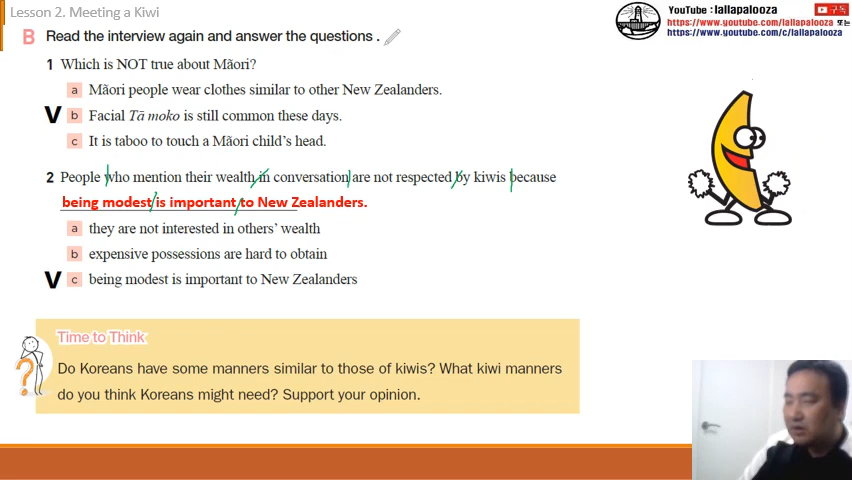 Lesson 2. Meeting a Kiwi
YouTube : lallapalooza
구독
https://www.youtube.com/lallapalooza 또는
https://www.youtube.com/c/lallapalooza
B Read the interview again and answer the questions .
1 Which is NOT true about Māori?
a Māori people wear clothes similar to other New Zealanders.
V b Facial Tā moko is still common these days.
c It is taboo to touch a Māori child's head.
2 People who mention their wealth in conversation are not respected by kiwis because
being modest is important to New Zealanders.
a they are not interested in others' wealth
b expensive possessions are hard to obtain
V c being modest is important to New Zealanders
Time to Think
Do Koreans have some manners similar to those of kiwis? What kiwi manners
do you think Koreans might need? Support your opinion.